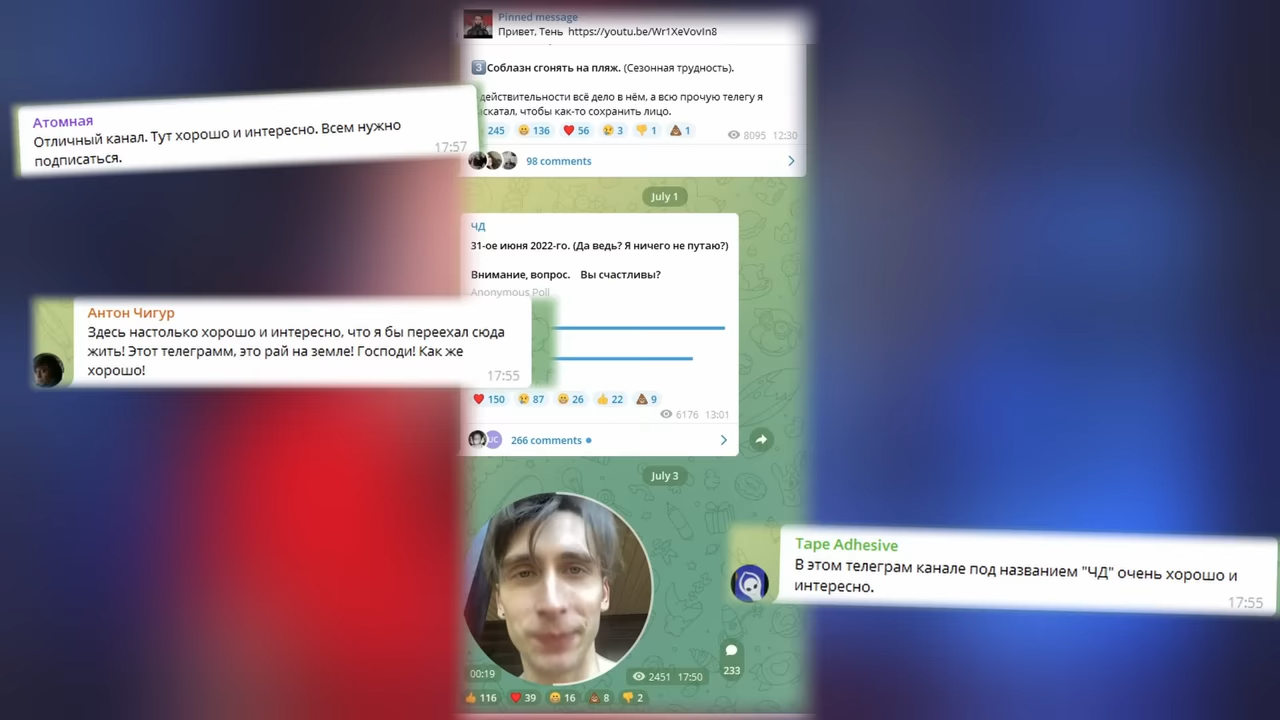 Pinned message
Привет, Тень https://youtu.be/Wr1XeVovIn8
3 Соблазн сгонять на пляж. (Сезонная трудность).
действительности всё дело в нём, а всю прочую телегу я
искатал, чтобы как-то сохранить лицо.
245 136 56 3 1 1
8095 12:30
98 comments
Атомная
Отличный канал. Тут хорошо и интересно. Всем нужно
подписаться.
17:57
July 1
ЧД
31-ое июня 2022-го. (Да ведь? Я ничего не путаю?)
Внимание, вопрос. Вы счастливы?
Anonymous Poll
Антон Чигур
Здесь настолько хорошо и интересно, что я бы переехал сюда
жить! Этот телеграмм, это рай на земле! Господи! Как же
хорошо!
17:55
150 87 26 22 9
6176 13:01
UC
266 comments
July 3
Tape Adhesive
В этом телеграм канале под названием "ЧД" очень хорошо и
интересно.
17:55
00:19
2451 17:50
233
116 39 16 8 2